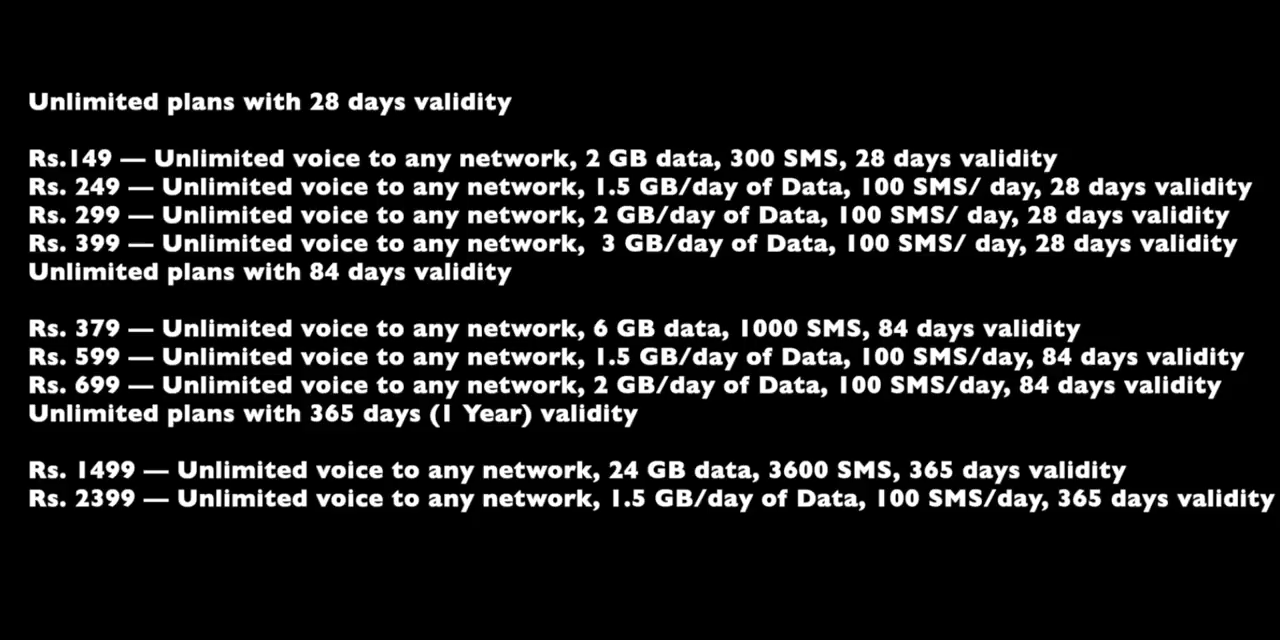 Unlimited plans with 28 days validity
Rs.149 — Unlimited voice to any network, 2 GB data, 300 SMS, 28 days validity
Rs. 249 — Unlimited voice to any network, 1.5 GB/day of Data, 100 SMS/ day, 28 days validity
Rs. 299 — Unlimited voice to any network, 2 GB/day of Data, 100 SMS/ day, 28 days validity
Rs. 399 — Unlimited voice to any network,  3 GB/day of Data, 100 SMS/ day, 28 days validity
Unlimited plans with 84 days validity
Rs. 379 — Unlimited voice to any network, 6 GB data, 1000 SMS, 84 days validity
Rs. 599 — Unlimited voice to any network, 1.5 GB/day of Data, 100 SMS/day, 84 days validity
Rs. 699 — Unlimited voice to any network, 2 GB/day of Data, 100 SMS/day, 84 days validity
Unlimited plans with 365 days (1 Year) validity
Rs. 1499 — Unlimited voice to any network, 24 GB data, 3600 SMS, 365 days validity
Rs. 2399 — Unlimited voice to any network, 1.5 GB/day of Data, 100 SMS/day, 365 days validity